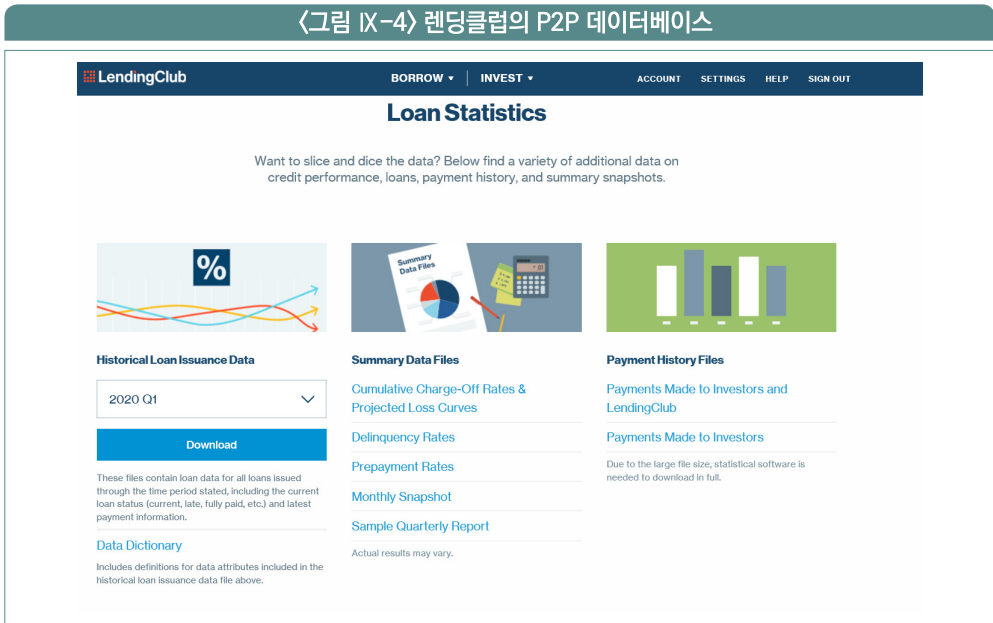 〈그림 Ⅸ-4〉 렌딩클럽의 P2P 데이터베이스
LendingClub
BORROW
INVEST
ACCOUNT
SETTINGS
HELP
SIGN OUT
Loan Statistics
Want to slice and dice the data? Below find a variety of additional data on
credit performance, loans, payment history, and summary snapshots.
%
Historical Loan Issuance Data
2020 Q1
Download
These files contain loan data for all loans issued
through the time period stated, including the current
loan status (current, late, fully paid, etc.) and latest
payment information.
Data Dictionary
Includes definitions for data attributes included in the
historical loan issuance data file above.
Summary
Data Files
Summary Data Files
Cumulative Charge-Off Rates &
Projected Loss Curves
Delinquency Rates
Prepayment Rates
Monthly Snapshot
Sample Quarterly Report
Actual results may vary.
Payment History Files
Payments Made to Investors and
LendingClub
Payments Made to Investors
Due to the large file size, statistical software is
needed to download in full.